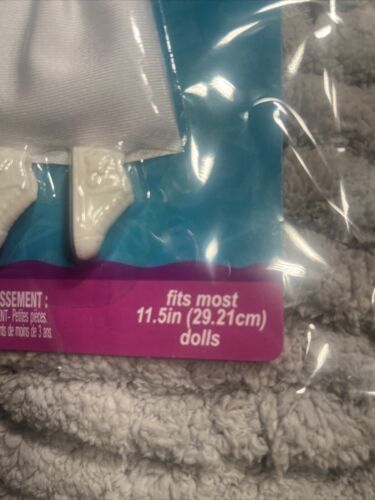 SSEMENT :
NT- Petites pièces.
nts de moins de 3 ans.
fits most
11.5in (29.21cm)
dolls